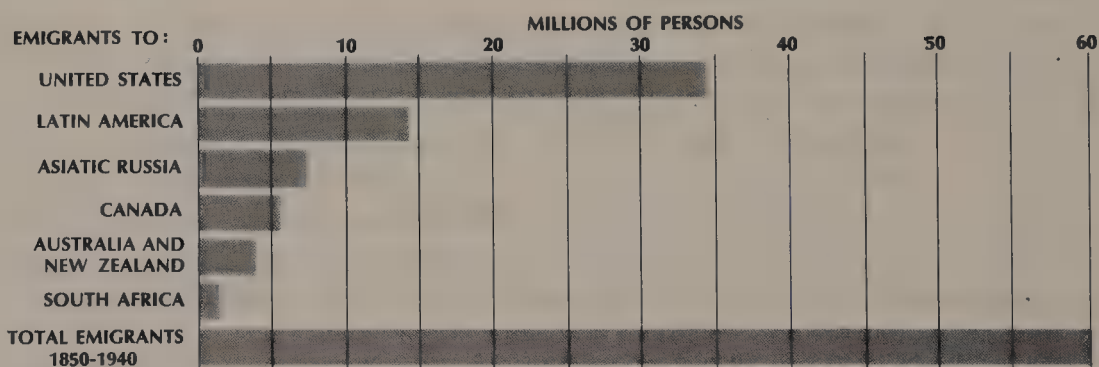 MILLIONS OF PERSONS
EMIGRANTS TO: 0 10 20 30 40 50 60
UNITED STATES
LATIN AMERICA
ASIATIC RUSSIA
CANADA
AUSTRALIA AND
NEW ZEALAND
SOUTH AFRICA
TOTAL EMIGRANTS
1850-1940